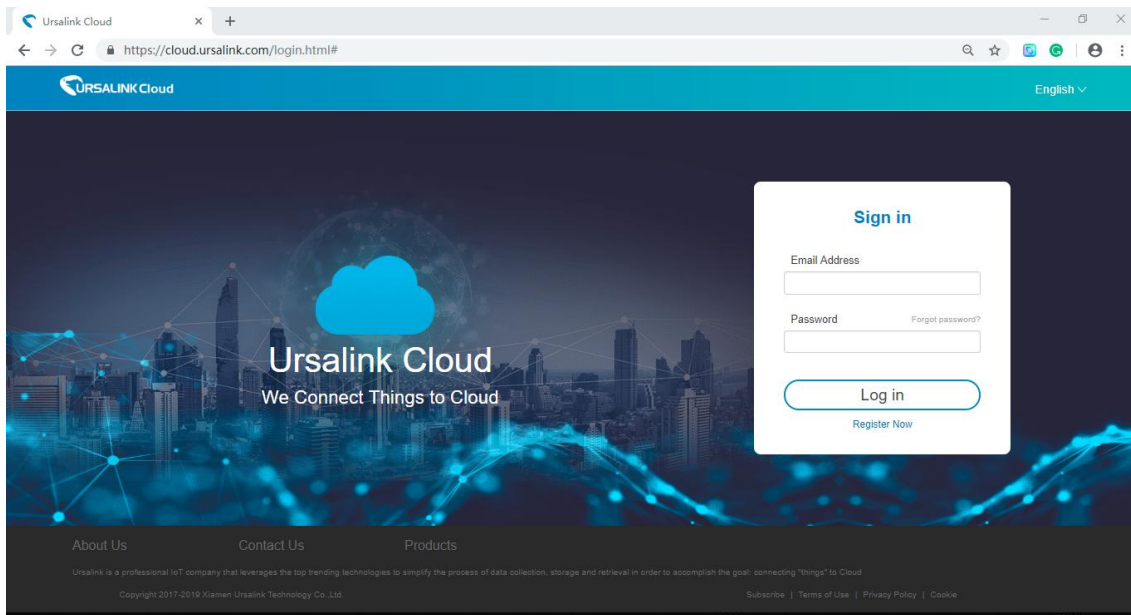 Ursalink Cloud
https://cloud.ursalink.com/login.html#
URSALINK Cloud
English
Sign in
Email Address
Password Forgot password?
Log in
Register Now
Ursalink Cloud
We Connect Things to Cloud
About Us Contact Us Products
Ursalink is a professional IoT company that leverages the top trending technologies to simplify the process of data collection, storage and retrieval in order to accomplish the goal: connecting "things" to Cloud
Copyright 2017-2019 Xiamen Ursalink Technology Co.,Ltd. Subscribe | Terms of Use | Privacy Policy | Cookie